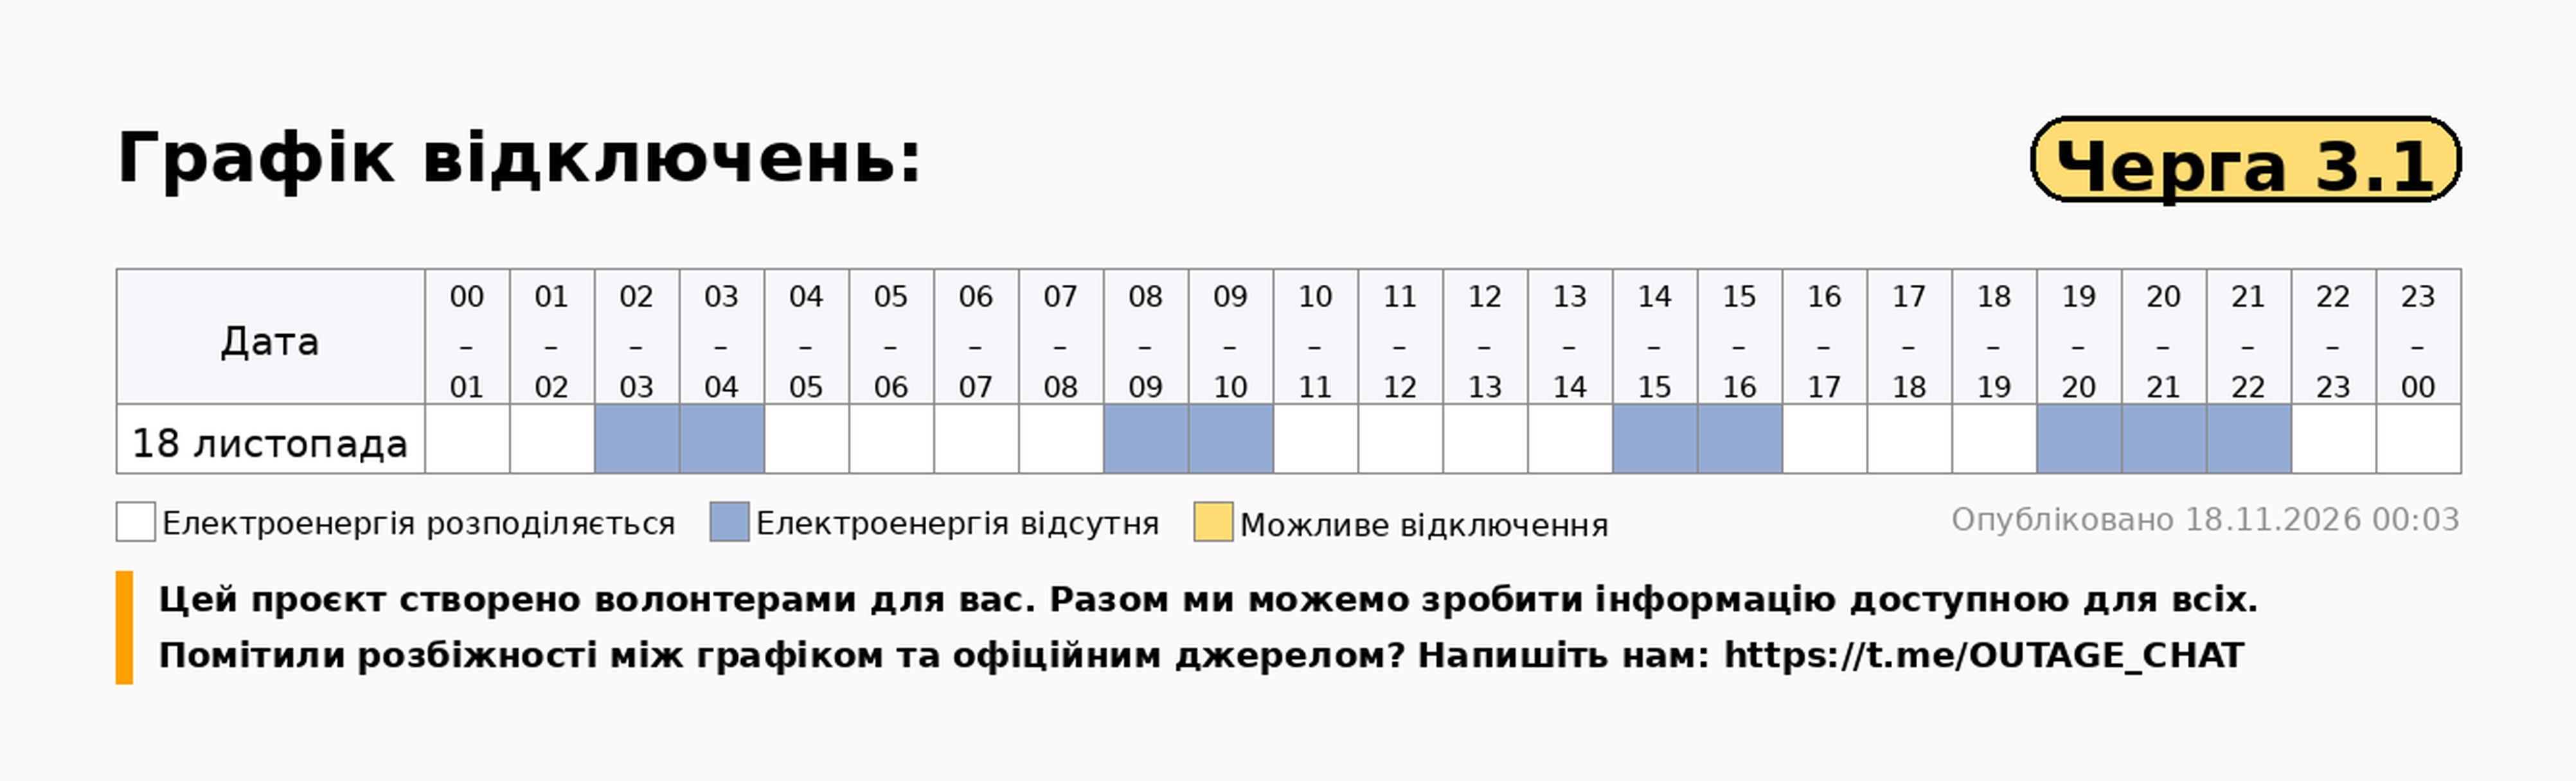 Графік відключень:
Черга 3.1
Дата
00 – 01
01 – 02
02 – 03
03 – 04
04 – 05
05 – 06
06 – 07
07 – 08
08 – 09
09 – 10
10 – 11
11 – 12
12 – 13
13 – 14
14 – 15
15 – 16
16 – 17
17 – 18
18 – 19
19 – 20
20 – 21
21 – 22
22 – 23
23 – 00
18 листопада
Електроенергія розподіляється
Електроенергія відсутня
Можливе відключення
Опубліковано 18.11.2026 00:03
Цей проєкт створено волонтерами для вас. Разом ми можемо зробити інформацію доступною для всіх.
Помітили розбіжності між графіком та офіційним джерелом? Напишіть нам: https://t.me/OUTAGE_CHAT